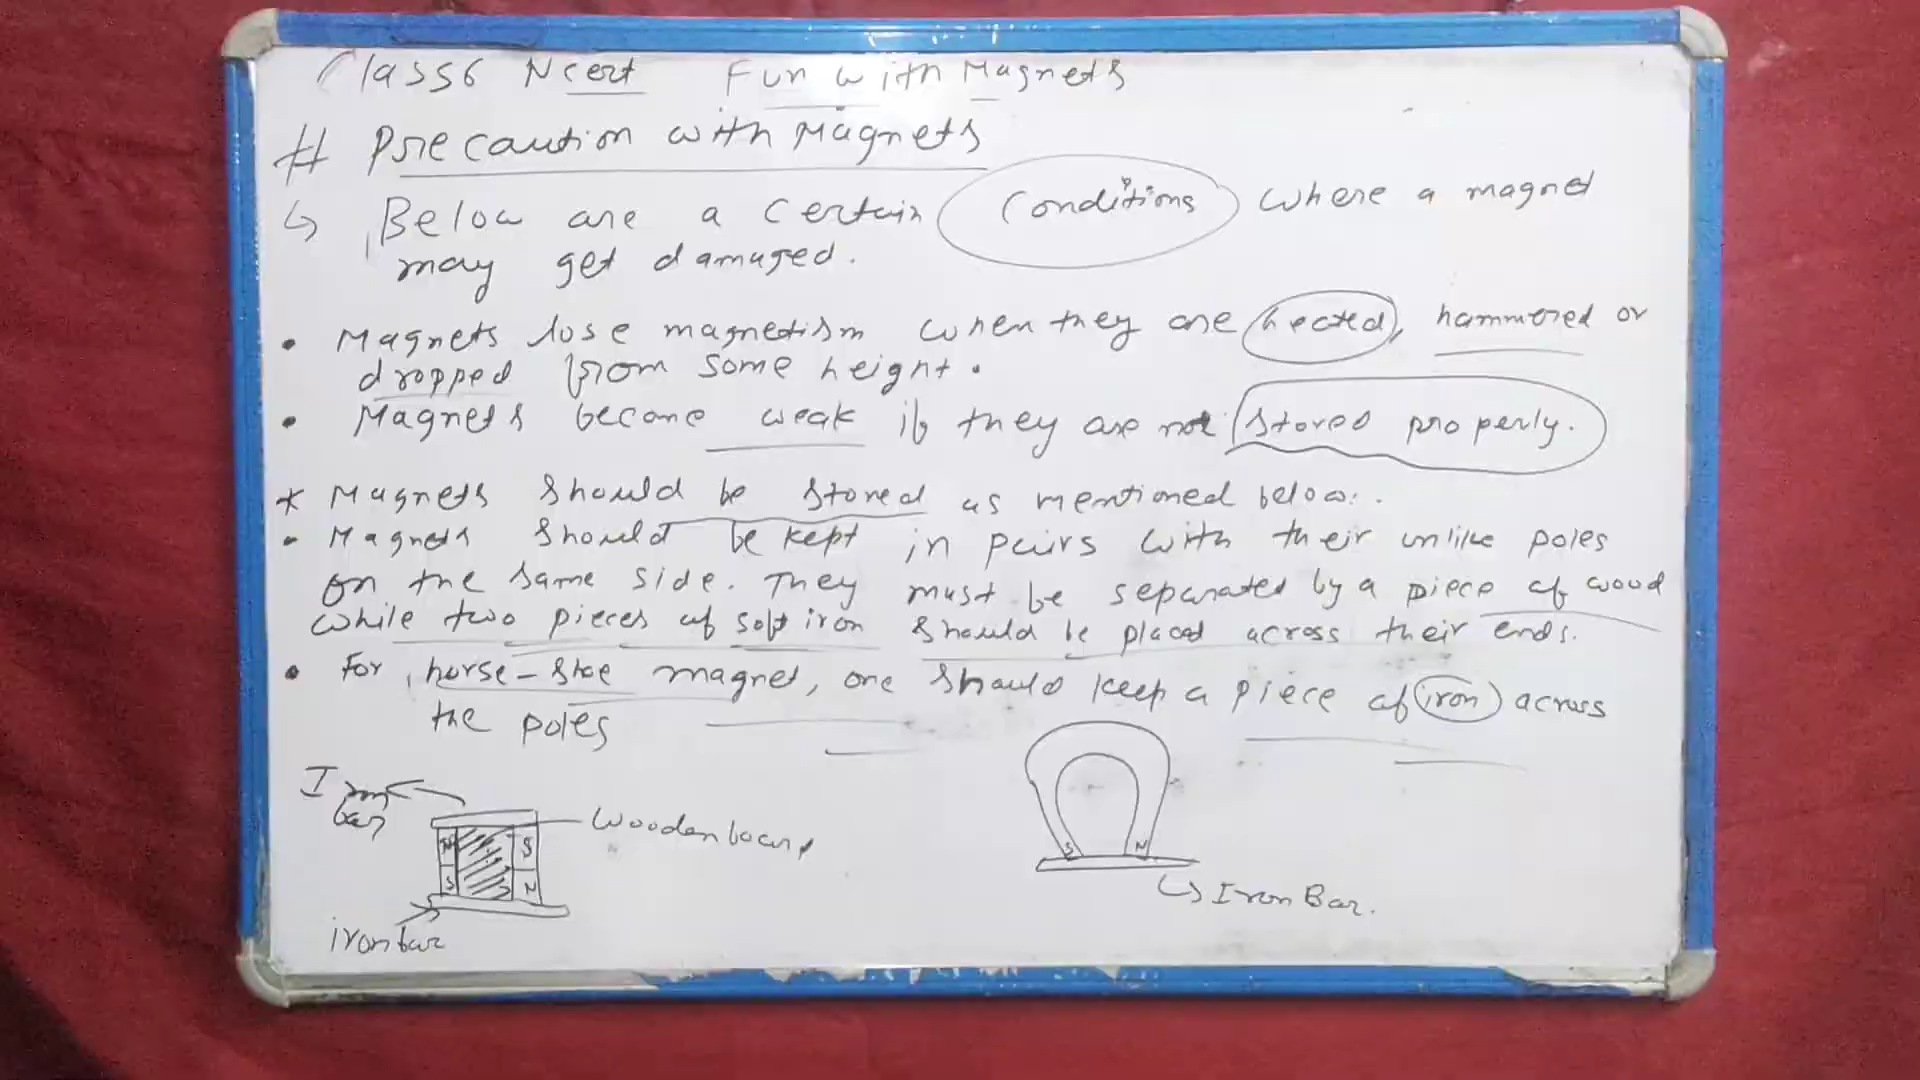 Class 6 Ncert Fun with Magnets
# Precaution with Magnets
↳ Below are a certain conditions where a magnet
may get damaged.
• Magnets lose magnetism when they are heated, hammered or
dropped from some height.
• Magnets become weak if they are not stored properly.
* Magnets should be stored as mentioned below:.
• Magnets should be kept in pairs with their unlike poles
on the same side. They must be separated by a piece of wood
while two pieces of soft iron should be placed across their ends.
• For horse-shoe magnet, one should keep a piece of iron across
the poles
Iron
bar
Wooden board
N S
S N
iron bar
S N
↳ Iron Bar.